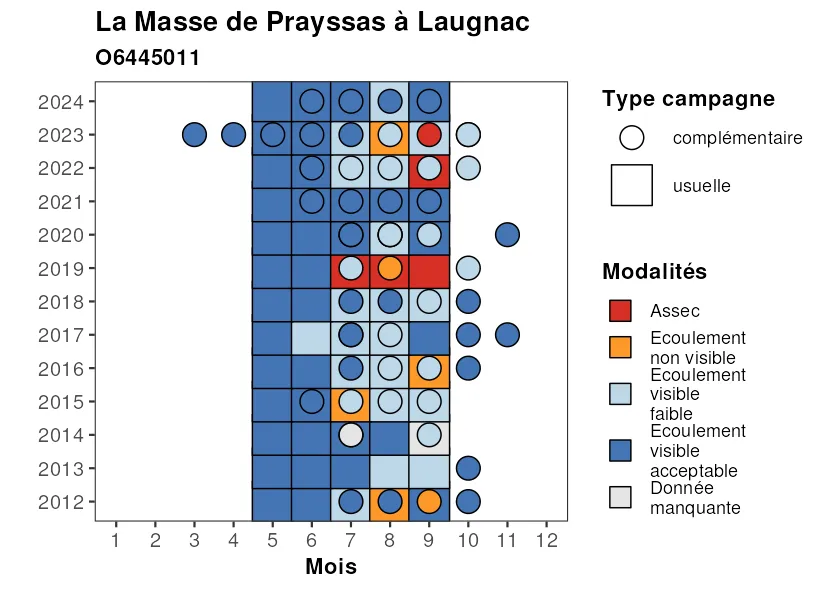 La Masse de Prayssas à Laugnac
O6445011
2024
2023
2022
2021
2020
2019
2018
2017
2016
2015
2014
2013
2012
1 2 3 4 5 6 7 8 9 10 11 12
Mois
Type campagne
complémentaire
usuelle
Modalités
Assec
Ecoulement
non visible
Ecoulement
visible
faible
Ecoulement
visible
acceptable
Donnée
manquante